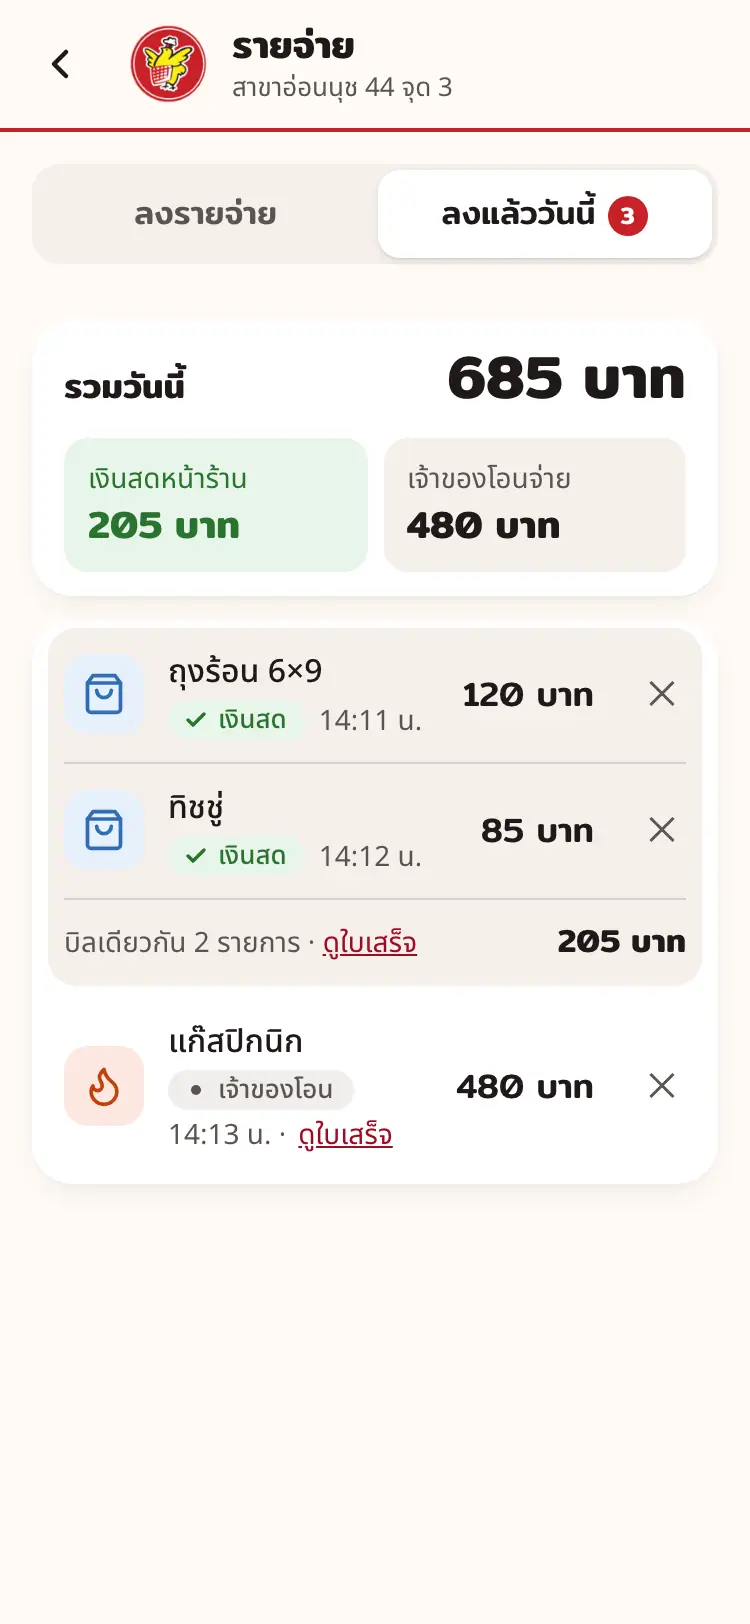 รายจ่าย
สาขาอ่อนนุช 44 จุด 3
ลงรายจ่าย
ลงแล้ววันนี้ 3
รวมวันนี้ 685 บาท
เงินสดหน้าร้าน
205 บาท
เจ้าของโอนจ่าย
480 บาท
ถุงร้อน 6×9
เงินสด 14:11 น.
120 บาท
ทิชชู่
เงินสด 14:12 น.
85 บาท
บิลเดียวกัน 2 รายการ · ดูใบเสร็จ 205 บาท
แก๊สปิกนิก
เจ้าของโอน
480 บาท
14:13 น. · ดูใบเสร็จ